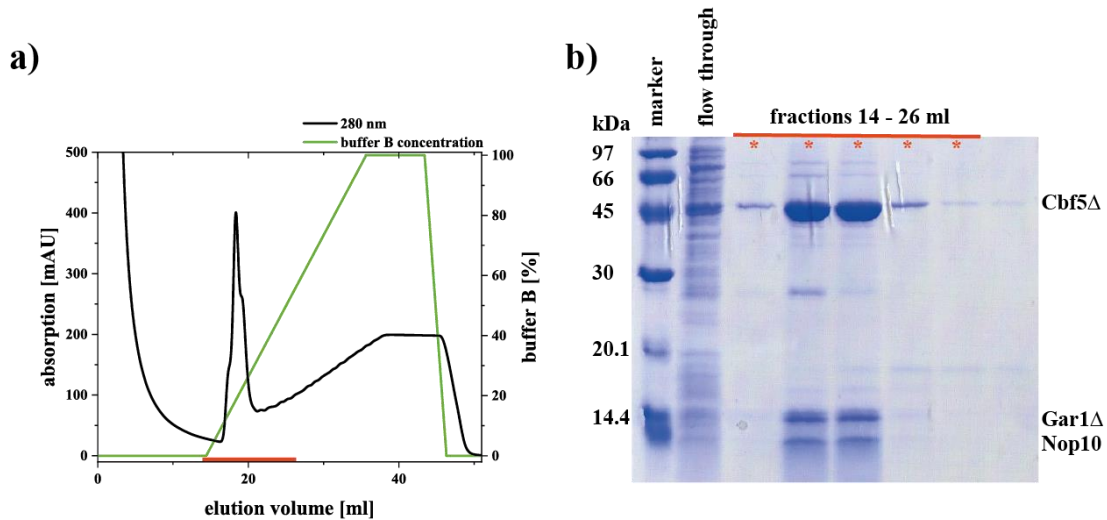 a)
280 nm
buffer B concentration
500
400
300
200
100
0
absorption [mAU]
100
80
60
40
20
0
buffer B [%]
0
20
40
elution volume [ml]
b)
marker
flow through
fractions 14 - 26 ml
kDa
* * * * *
97
66
45
30
20.1
14.4
Cbf5Δ
Gar1Δ
Nop10